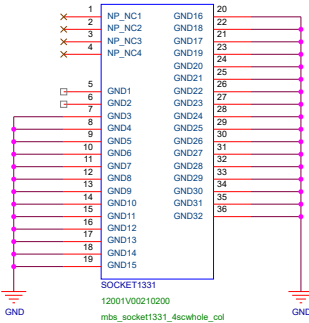 1 NP_NC1 GND16 20
2 NP_NC2 GND18 22
3 NP_NC3 GND17 21
4 NP_NC4 GND19 23
GND20 24
GND21 25
5 GND1 GND22 26
6 GND2 GND23 27
7 GND3 GND24 28
8 GND4 GND25 29
9 GND5 GND26 30
10 GND6 GND27 31
11 GND7 GND28 32
12 GND8 GND29 33
13 GND9 GND30 34
14 GND10 GND31 35
15 GND11 GND32 36
16 GND12
17 GND13
18 GND14
19 GND15
SOCKET1331
12001V00210200
mbs_socket1331_4scwhole_col
GND
GND